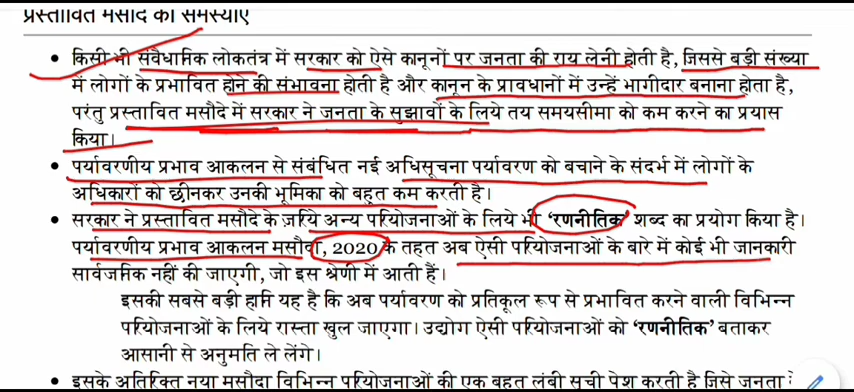 प्रस्तावित मसौदे की समस्याएँ
• किसी भी संवैधानिक लोकतंत्र में सरकार को ऐसे कानूनों पर जनता की राय लेनी होती है, जिससे बड़ी संख्या
में लोगों के प्रभावित होने की संभावना होती है और कानून के प्रावधानों में उन्हें भागीदार बनाना होता है,
परंतु प्रस्तावित मसौदे में सरकार ने जनता के सुझावों के लिये तय समयसीमा को कम करने का प्रयास
किया।
• पर्यावरणीय प्रभाव आकलन से संबंधित नई अधिसूचना पर्यावरण को बचाने के संदर्भ में लोगों के
अधिकारों को छीनकर उनकी भूमिका को बहुत कम करती है।
• सरकार ने प्रस्तावित मसौदे के ज़रिये अन्य परियोजनाओं के लिये भी ‘रणनीतिक’ शब्द का प्रयोग किया है।
पर्यावरणीय प्रभाव आकलन मसौदा, 2020 के तहत अब ऐसी परियोजनाओं के बारे में कोई भी जानकारी
सार्वजनिक नहीं की जाएगी, जो इस श्रेणी में आती हैं।
इसकी सबसे बड़ी हानि यह है कि अब पर्यावरण को प्रतिकूल रूप से प्रभावित करने वाली विभिन्न
परियोजनाओं के लिये रास्ता खुल जाएगा। उद्योग ऐसी परियोजनाओं को ‘रणनीतिक’ बताकर
आसानी से अनुमति ले लेंगे।
• इसके अतिरिक्त नया मसौदा विभिन्न परियोजनाओं की एक बहुत लंबी सूची पेश करती है जिसे जनता